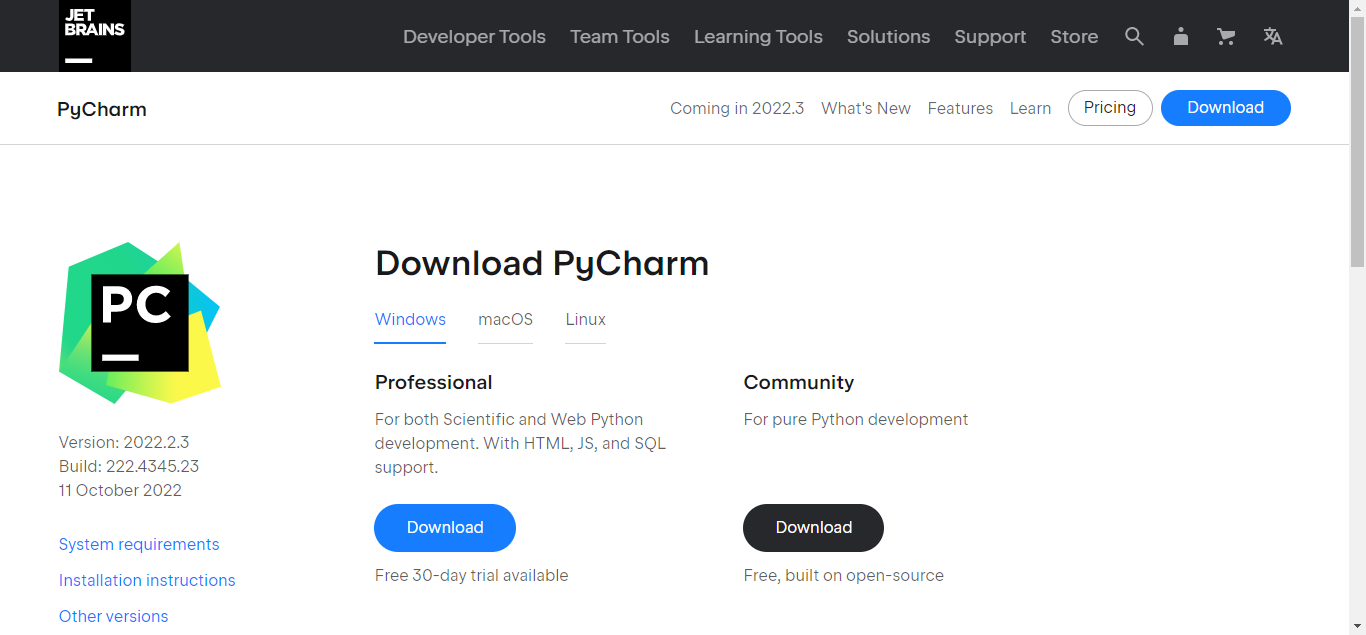 JET
BRAINS
Developer Tools Team Tools Learning Tools Solutions Support Store
PyCharm
Coming in 2022.3 What's New Features Learn Pricing Download
PC
Download PyCharm
Windows macOS Linux
Professional
For both Scientific and Web Python
development. With HTML, JS, and SQL
support.
Download
Free 30-day trial available
Community
For pure Python development
Download
Free, built on open-source
Version: 2022.2.3
Build: 222.4345.23
11 October 2022
System requirements
Installation instructions
Other versions